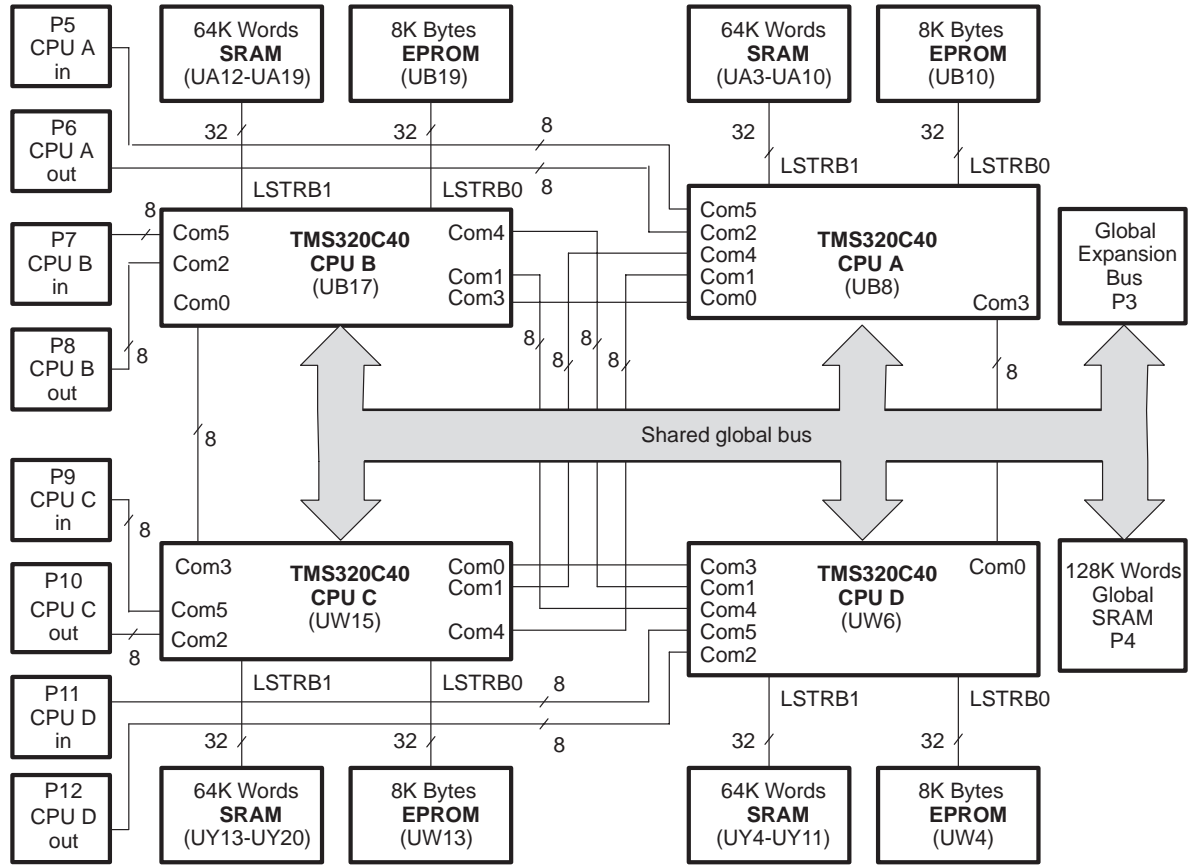 P5
CPU A
in
P6
CPU A
out
P7
CPU B
in
P8
CPU B
out
P9
CPU C
in
P10
CPU C
out
P11
CPU D
in
P12
CPU D
out
64K Words
SRAM
(UA12-UA19)
8K Bytes
EPROM
(UB19)
64K Words
SRAM
(UA3-UA10)
8K Bytes
EPROM
(UB10)
32
32
8
8
32
32
LSTRB1
LSTRB0
LSTRB1
LSTRB0
8
8
Com5
Com2
Com0
TMS320C40
CPU B
(UB17)
Com4
Com1
Com3
Com5
Com2
Com4
Com1
Com0
TMS320C40
CPU A
(UB8)
Com3
Global
Expansion
Bus
P3
8
8
8
8
8
8
Shared global bus
8
8
Com3
Com5
Com2
TMS320C40
CPU C
(UW15)
Com0
Com1
Com4
Com3
Com1
Com4
Com5
Com2
TMS320C40
CPU D
(UW6)
Com0
128K Words
Global
SRAM
P4
LSTRB1
LSTRB0
8
8
LSTRB1
LSTRB0
32
32
32
32
64K Words
SRAM
(UY13-UY20)
8K Bytes
EPROM
(UW13)
64K Words
SRAM
(UY4-UY11)
8K Bytes
EPROM
(UW4)